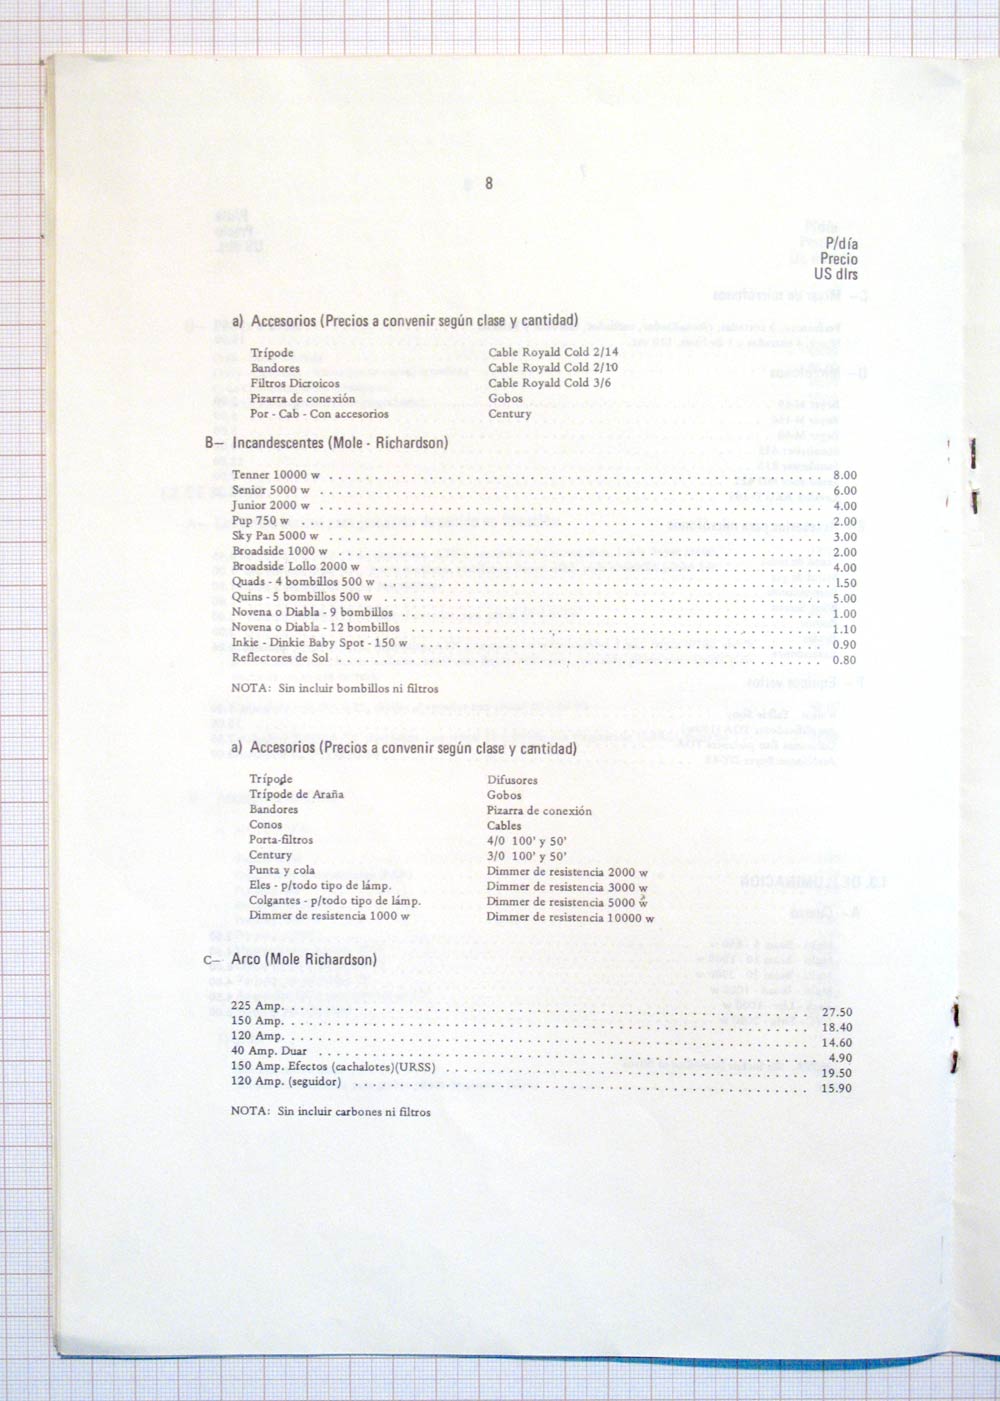 8
P/día
Precio
US dlrs
a) Accesorios (Precios a convenir según clase y cantidad)
Trípode Cable Royald Cold 2/14
Bandores Cable Royald Cold 2/10
Filtros Dicroicos Cable Royald Cold 3/6
Pizarra de conexión Gobos
Por - Cab - Con accesorios Century
B— Incandescentes (Mole - Richardson)
Tenner 10000 w . . . . . . . . . . 8.00
Senior 5000 w . . . . . . . . . . 6.00
Junior 2000 w . . . . . . . . . . 4.00
Pup 750 w . . . . . . . . . . 2.00
Sky Pan 5000 w . . . . . . . . . . 3.00
Broadside 1000 w . . . . . . . . . . 2.00
Broadside Lollo 2000 w . . . . . . . . . . 4.00
Quads - 4 bombillos 500 w . . . . . . . . . . 1.50
Quins - 5 bombillos 500 w . . . . . . . . . . 5.00
Novena o Diabla - 9 bombillos . . . . . . . . . . 1.00
Novena o Diabla - 12 bombillos . . . . . . . . . . 1.10
Inkie - Dinkie Baby Spot - 150 w . . . . . . . . . . 0.90
Reflectores de Sol . . . . . . . . . . 0.80
NOTA: Sin incluir bombillos ni filtros
a) Accesorios (Precios a convenir según clase y cantidad)
Trípode Difusores
Trípode de Araña Gobos
Bandores Pizarra de conexión
Conos Cables
Porta-filtros 4/0 100' y 50'
Century 3/0 100' y 50'
Punta y cola Dimmer de resistencia 2000 w
Eles - p/todo tipo de lámp. Dimmer de resistencia 3000 w
Colgantes - p/todo tipo de lámp. Dimmer de resistencia 5000 w
Dimmer de resistencia 1000 w Dimmer de resistencia 10000 w
C— Arco (Mole Richardson)
225 Amp. . . . . . . . . . . 27.50
150 Amp. . . . . . . . . . . 18.40
120 Amp. . . . . . . . . . . 14.60
40 Amp. Duar . . . . . . . . . . 4.90
150 Amp. Efectos (cachalotes)(URSS) . . . . . . . . . . 19.50
120 Amp. (seguidor) . . . . . . . . . . 15.90
NOTA: Sin incluir carbones ni filtros